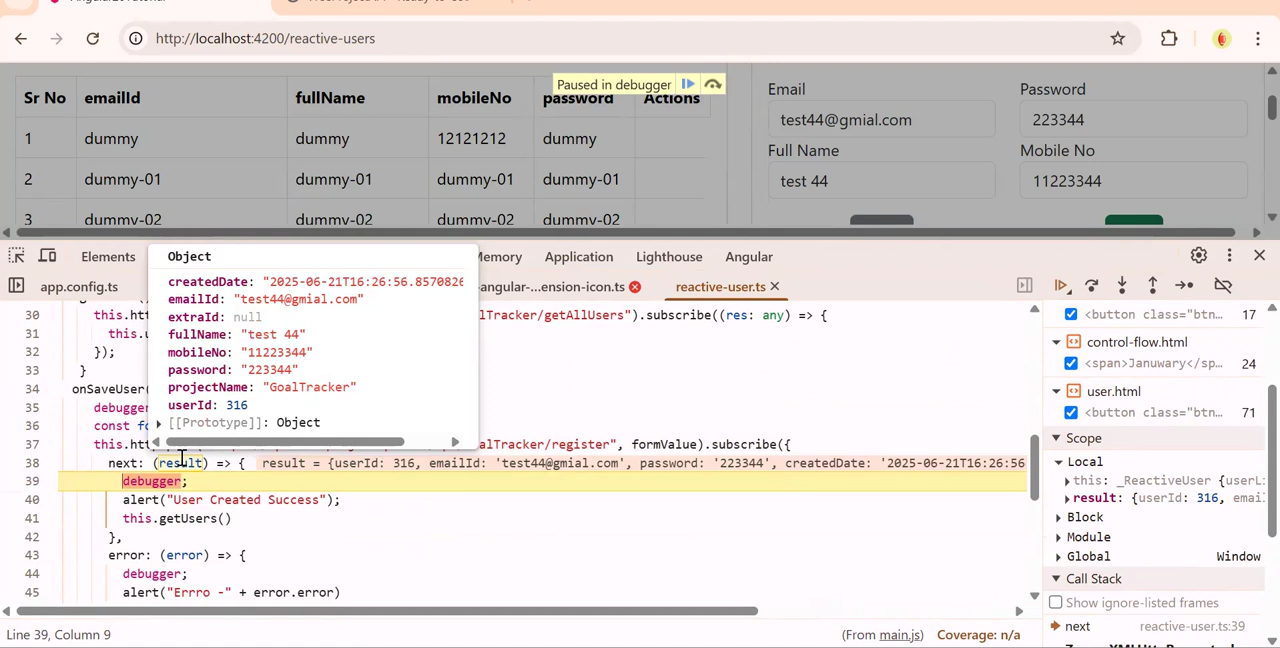 http://localhost:4200/reactive-users
Paused in debugger
Sr No emailId fullName mobileNo password Actions
1 dummy dummy 12121212 dummy
2 dummy-01 dummy-01 dummy-01 dummy-01
3 dummy-02 dummy-02 dummy-02 dummy-02
Email Password
test44@gmial.com 223344
Full Name Mobile No
test 44 11223344
Elements Memory Application Lighthouse Angular
app.config.ts -angular-...ension-icon.ts reactive-user.ts
Object
createdDate: "2025-06-21T16:26:56.8570826
emailId: "test44@gmial.com"
extraId: null
fullName: "test 44"
mobileNo: "11223344"
password: "223344"
projectName: "GoalTracker"
userId: 316
[[Prototype]]: Object
30 this.ht lTracker/getAllUsers").subscribe((res: any) => {
31 this.u
32 });
33 }
34 onSaveUser(
35 debugger
36 const fo
37 this.htt oalTracker/register", formValue).subscribe({
38 next: (result) => { result = {userId: 316, emailId: 'test44@gmial.com', password: '223344', createdDate: '2025-06-21T16:26:56
39 debugger;
40 alert("User Created Success");
41 this.getUsers()
42 },
43 error: (error) => {
44 debugger;
45 alert("Errro -" + error.error)
Line 39, Column 9 (From main.js) Coverage: n/a
<button class="btn… 17
control-flow.html
<span>Januwary</sp… 24
user.html
<button class="btn… 71
Scope
Local
this: _ReactiveUser {userL
result: {userId: 316, emai
Block
Module
Global Window
Call Stack
Show ignore-listed frames
next reactive-user.ts:39